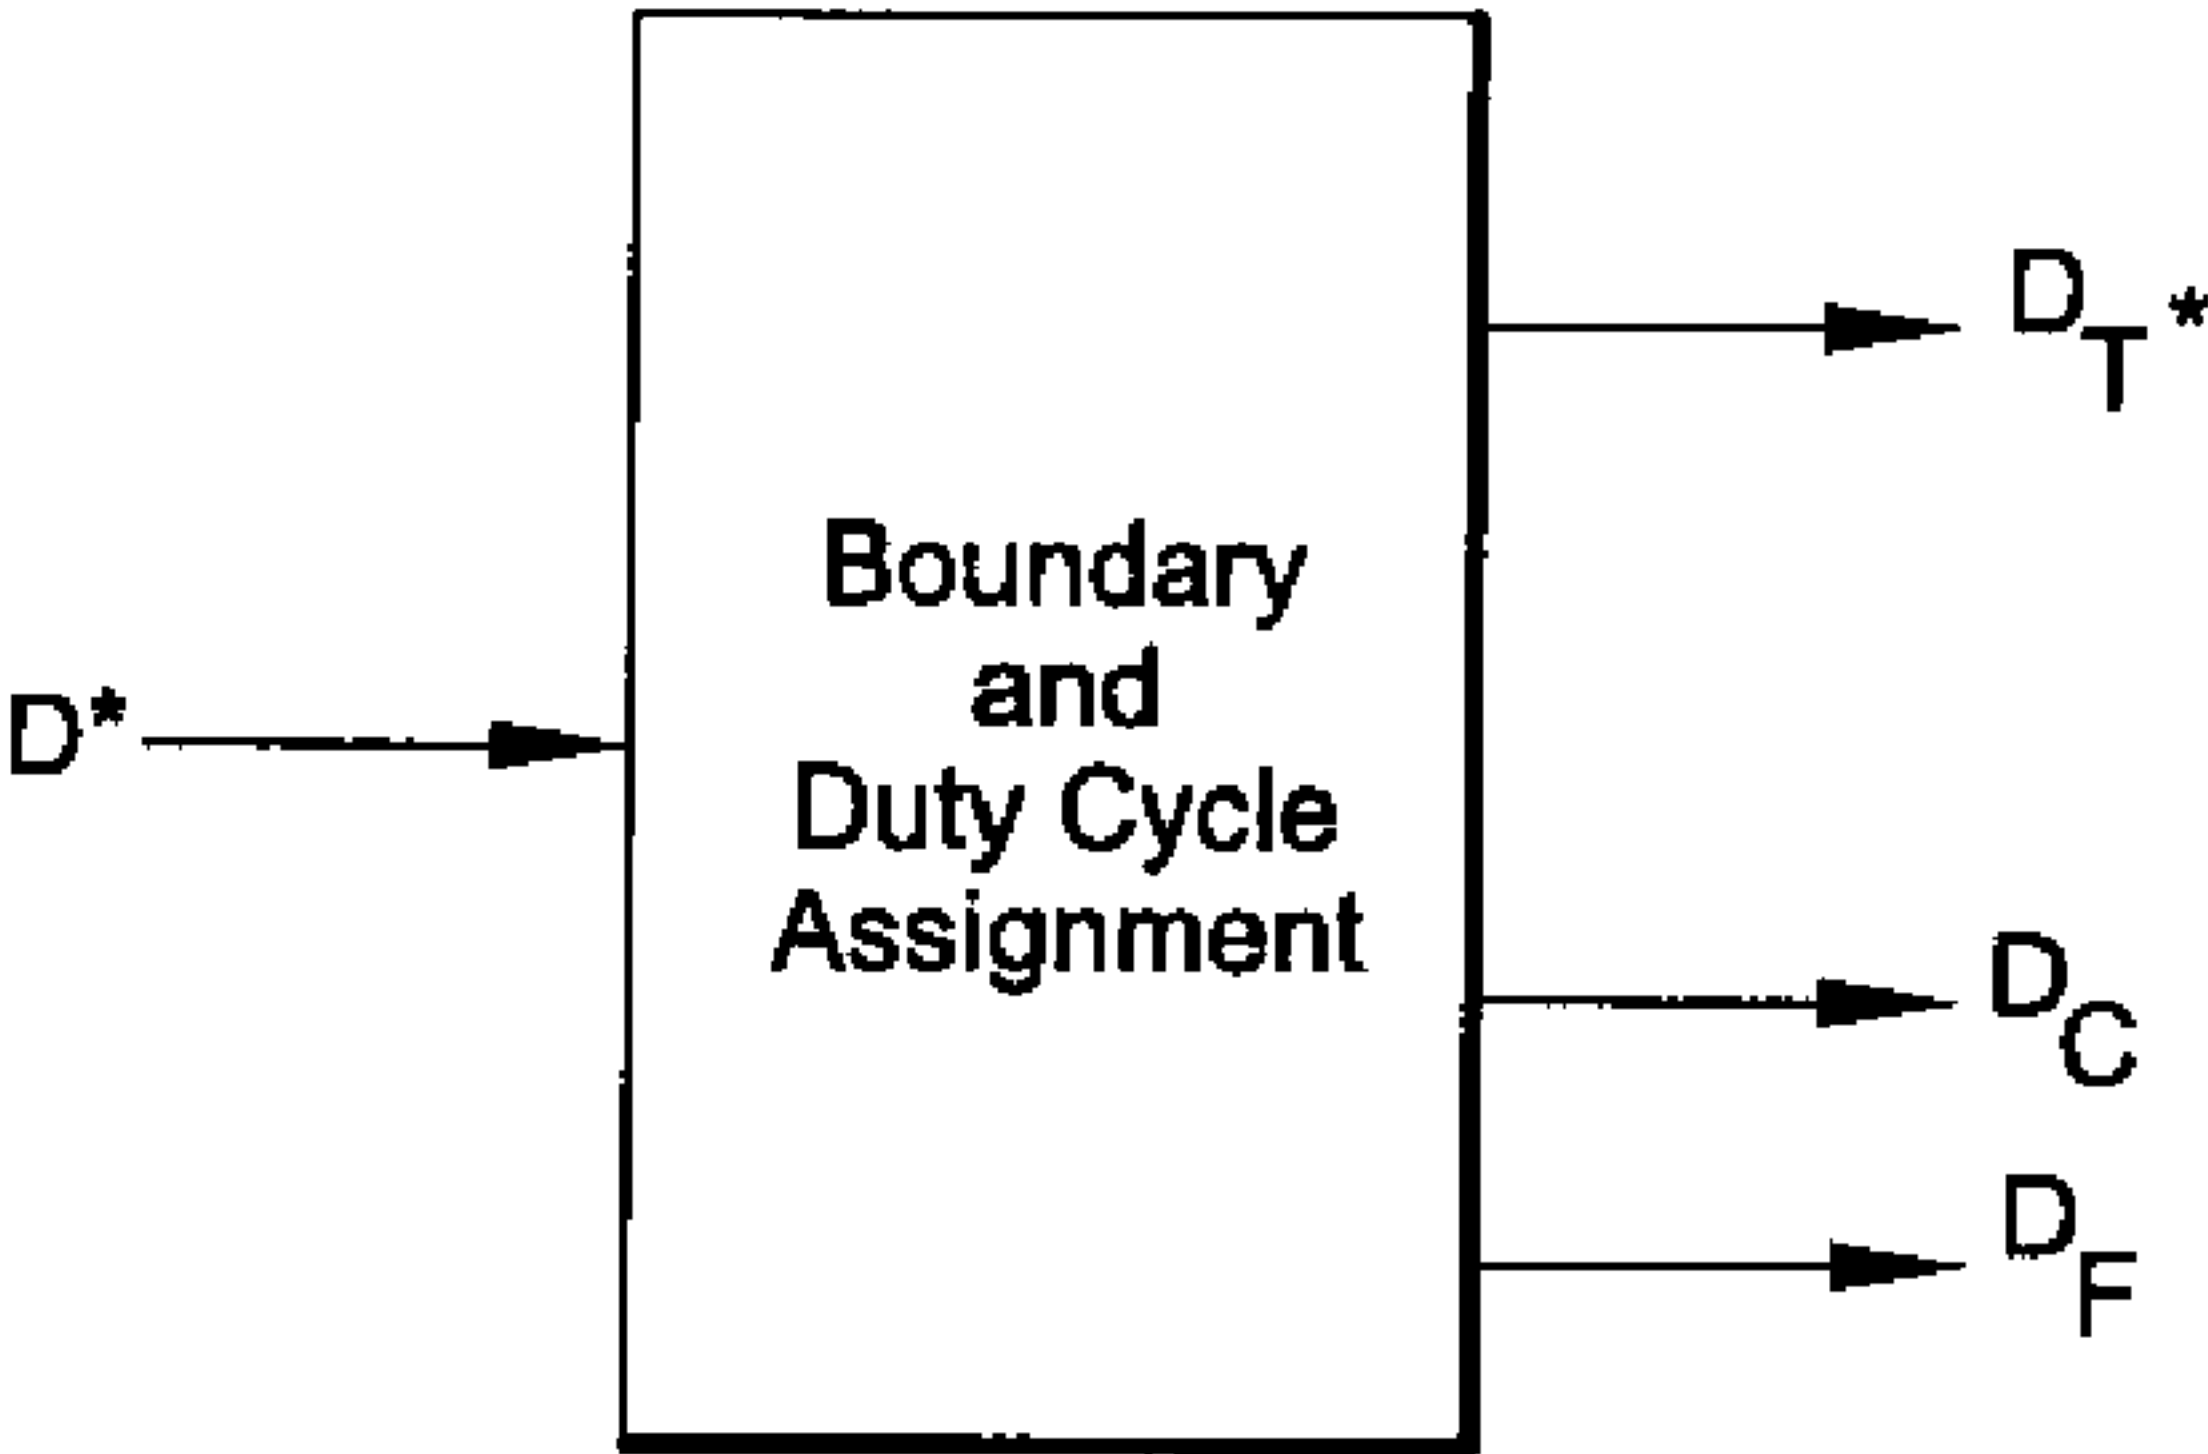 D_T*
Boundary
and
D*
Duty Cycle
Assignment
D_C
D_F